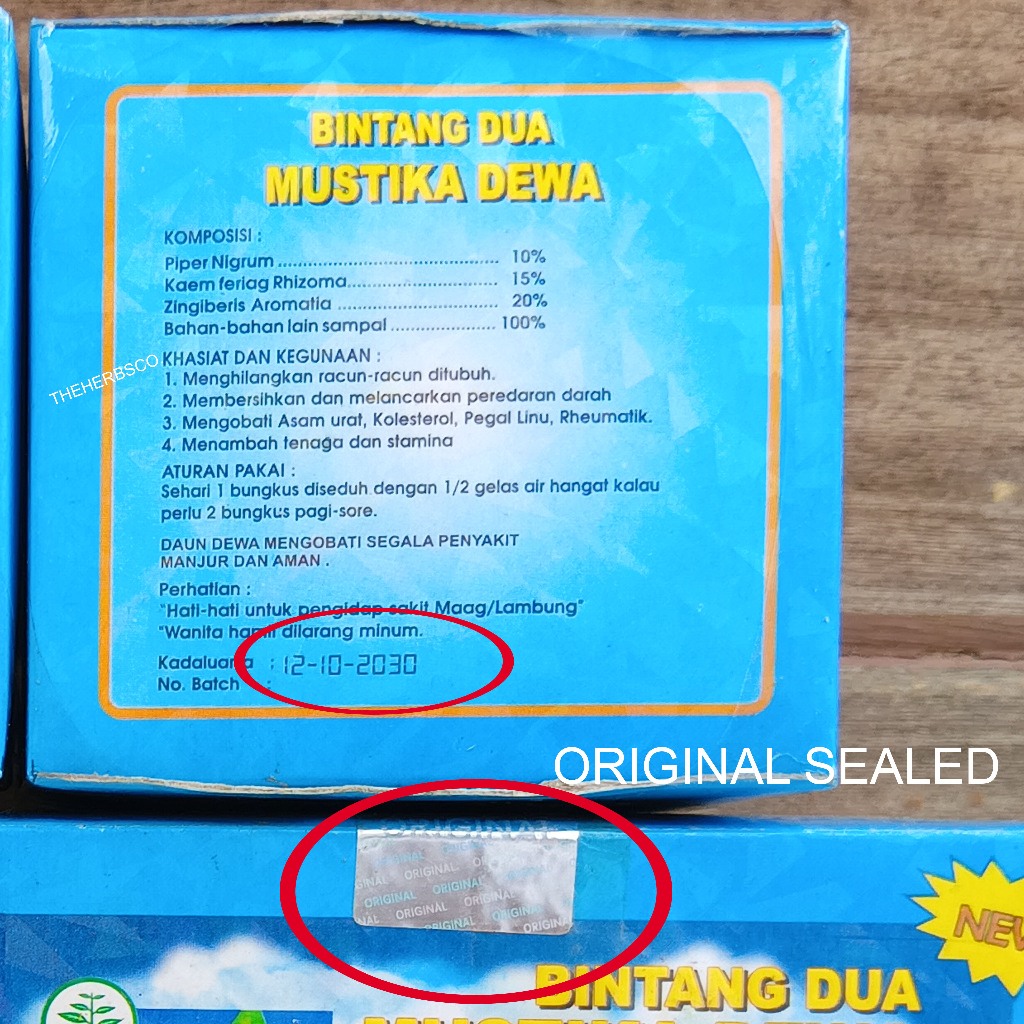 BINTANG DUA
MUSTIKA DEWA
KOMPOSISI :
Piper Nigrum ........................................ 10%
Kaem feriag Rhizoma........................... 15%
Zingiberis Aromatia ............................. 20%
Bahan-bahan lain sampai ................... 100%
THEHERBSCO
KHASIAT DAN KEGUNAAN :
1. Menghilangkan racun-racun ditubuh.
2. Membersihkan dan melancarkan peredaran darah
3. Mengobati Asam urat, Kolesterol, Pegal Linu, Rheumatik.
4. Menambah tenaga dan stamina
ATURAN PAKAI :
Sehari 1 bungkus diseduh dengan 1/2 gelas air hangat kalau
perlu 2 bungkus pagi-sore.
DAUN DEWA MENGOBATI SEGALA PENYAKIT
MANJUR DAN AMAN .
Perhatian :
"Hati-hati untuk pengidap sakit Maag/Lambung"
"Wanita hamil dilarang minum.
Kadaluarsa : 12-10-2030
No. Batch :
ORIGINAL SEALED
ORIGINAL
ORIGINAL ORIGINAL
ORIGINAL ORIGINAL
ORIGINAL ORIGINAL
NEW
BINTANG DUA